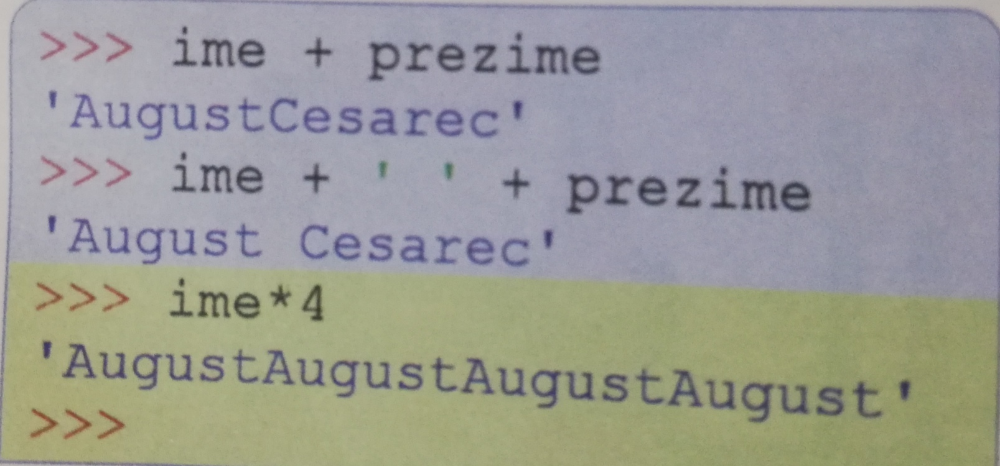 >>> ime + prezime
'AugustCesarec'
>>> ime + ' ' + prezime
'August Cesarec'
>>> ime*4
'AugustAugustAugustAugust'
>>>